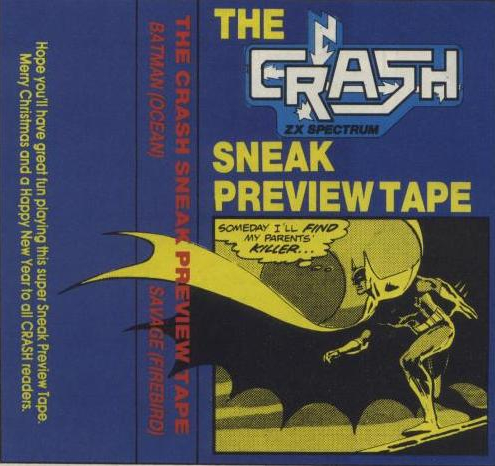 Hope you'll have great fun playing this super Sneak Preview Tape.
Merry Christmas and a Happy New Year to all CRASH readers.
THE CRASH SNEAK PREVIEW TAPE
BATMAN (OCEAN) SAVAGE (FIREBIRD)
THE
CRASH
ZX SPECTRUM
SNEAK
PREVIEW TAPE
SOMEDAY I'LL FIND
MY PARENTS'
KILLER...